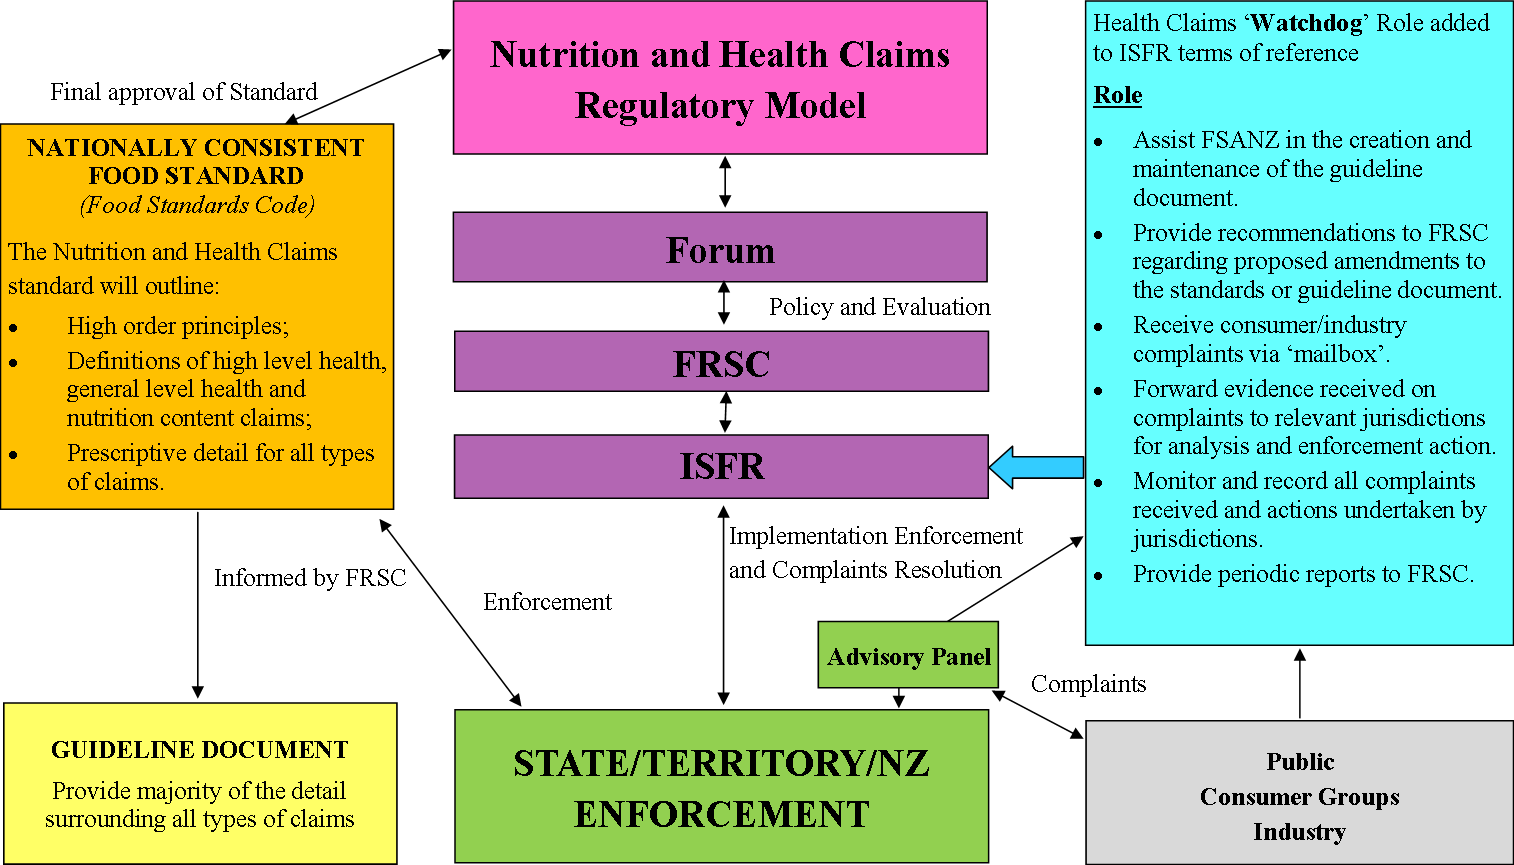 Nutrition and Health Claims
Regulatory Model
Final approval of Standard
NATIONALLY CONSISTENT
FOOD STANDARD
(Food Standards Code)
The Nutrition and Health Claims
standard will outline:
• High order principles;
• Definitions of high level health,
general level health and
nutrition content claims;
• Prescriptive detail for all types
of claims.
Forum
Policy and Evaluation
FRSC
ISFR
Health Claims ‘Watchdog’ Role added
to ISFR terms of reference
Role
• Assist FSANZ in the creation and
maintenance of the guideline
document.
• Provide recommendations to FRSC
regarding proposed amendments to
the standards or guideline document.
• Receive consumer/industry
complaints via ‘mailbox’.
• Forward evidence received on
complaints to relevant jurisdictions
for analysis and enforcement action.
• Monitor and record all complaints
received and actions undertaken by
jurisdictions.
• Provide periodic reports to FRSC.
Informed by FRSC
Enforcement
Implementation Enforcement
and Complaints Resolution
Advisory Panel
Complaints
GUIDELINE DOCUMENT
Provide majority of the detail
surrounding all types of claims
STATE/TERRITORY/NZ
ENFORCEMENT
Public
Consumer Groups
Industry